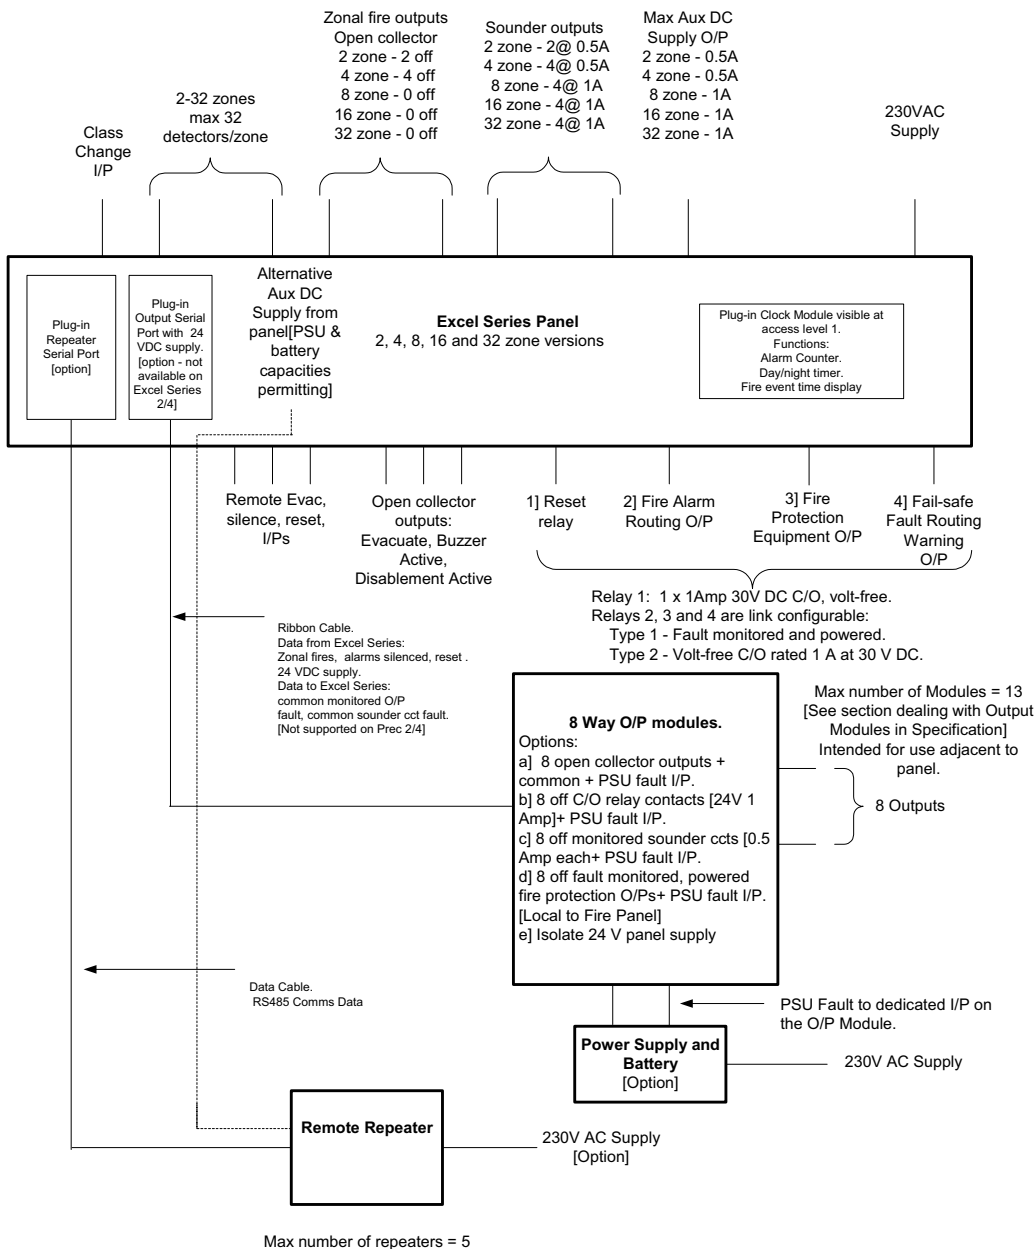 Zonal fire outputs
Open collector
2 zone - 2 off
4 zone - 4 off
8 zone - 0 off
16 zone - 0 off
32 zone - 0 off
Sounder outputs
2 zone - 2@ 0.5A
4 zone - 4@ 0.5A
8 zone - 4@ 1A
16 zone - 4@ 1A
32 zone - 4@ 1A
Max Aux DC
Supply O/P
2 zone - 0.5A
4 zone - 0.5A
8 zone - 1A
16 zone - 1A
32 zone - 1A
2-32 zones
max 32
detectors/zone
Class
Change
I/P
230VAC
Supply
Plug-in
Repeater
Serial Port
[option]
Plug-in
Output Serial
Port with 24
VDC supply.
[option - not
available on
Excel Series
2/4]
Alternative
Aux DC
Supply from
panel[PSU &
battery
capacities
permitting]
Excel Series Panel
2, 4, 8, 16 and 32 zone versions
Plug-in Clock Module visible at
access level 1.
Functions:
Alarm Counter.
Day/night timer.
Fire event time display
Remote Evac,
silence, reset,
I/Ps
Open collector
outputs:
Evacuate, Buzzer
Active,
Disablement Active
1] Reset
relay
2] Fire Alarm
Routing O/P
3] Fire
Protection
Equipment O/P
4] Fail-safe
Fault Routing
Warning
O/P
Relay 1: 1 x 1Amp 30V DC C/O, volt-free.
Relays 2, 3 and 4 are link configurable:
Type 1 - Fault monitored and powered.
Type 2 - Volt-free C/O rated 1 A at 30 V DC.
Ribbon Cable.
Data from Excel Series:
Zonal fires, alarms silenced, reset .
24 VDC supply.
Data to Excel Series:
common monitored O/P
fault, common sounder cct fault.
[Not supported on Prec 2/4]
8 Way O/P modules.
Options:
a] 8 open collector outputs +
common + PSU fault I/P.
b] 8 off C/O relay contacts [24V 1
Amp]+ PSU fault I/P.
c] 8 off monitored sounder ccts [0.5
Amp each+ PSU fault I/P.
d] 8 off fault monitored, powered
fire protection O/Ps+ PSU fault I/P.
[Local to Fire Panel]
e] Isolate 24 V panel supply
Max number of Modules = 13
[See section dealing with Output
Modules in Specification]
Intended for use adjacent to
panel.
8 Outputs
Data Cable.
RS485 Comms Data
PSU Fault to dedicated I/P on
the O/P Module.
Power Supply and
Battery
[Option]
230V AC Supply
Remote Repeater
230V AC Supply
[Option]
Max number of repeaters = 5